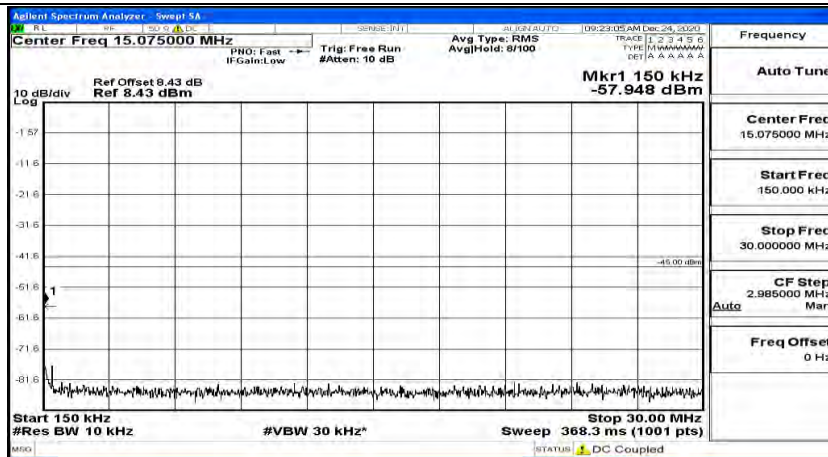 Agilent Spectrum Analyzer - Swept SA
RL RF 50 Ω DC SENSE:INT ALIGN AUTO 09:23:05 AM Dec 24, 2020
Center Freq 15.075000 MHz
PNO: Fast
IFGain:Low
Trig: Free Run
#Atten: 10 dB
Avg Type: RMS
Avg|Hold: 8/100
TRACE 1 2 3 4 5 6
TYPE MWWWWW
DET A A A A A A
Ref Offset 8.43 dB
Ref 8.43 dBm
10 dB/div
Log
Mkr1 150 kHz
-57.948 dBm
-1.57
-11.6
-21.6
-31.6
-41.6
-51.6
-61.6
-71.6
-81.6
1
-45.00 dBm
Start 150 kHz
#Res BW 10 kHz
#VBW 30 kHz*
Stop 30.00 MHz
Sweep 368.3 ms (1001 pts)
MSG
STATUS DC Coupled
Frequency
Auto Tune
Center Freq
15.075000 MHz
Start Freq
150.000 kHz
Stop Freq
30.000000 MHz
CF Step
2.985000 MHz
Auto Man
Freq Offset
0 Hz